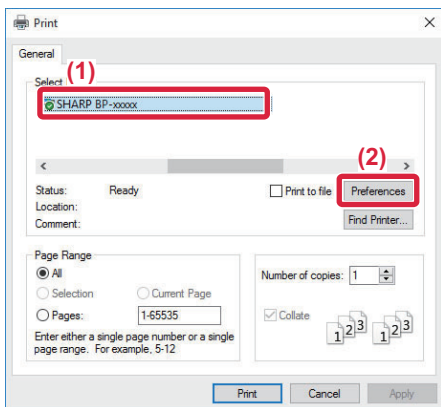 Print
General
Select
(1)
SHARP BP-xxxxx
(2)
Status: Ready
Print to file
Preferences
Location:
Comment:
Find Printer...
Page Range
All
Selection
Current Page
Pages:
1-65535
Enter either a single page number or a single
page range. For example, 5-12
Number of copies:
1
Collate
1 2 3
1 2 3
Print
Cancel
Apply